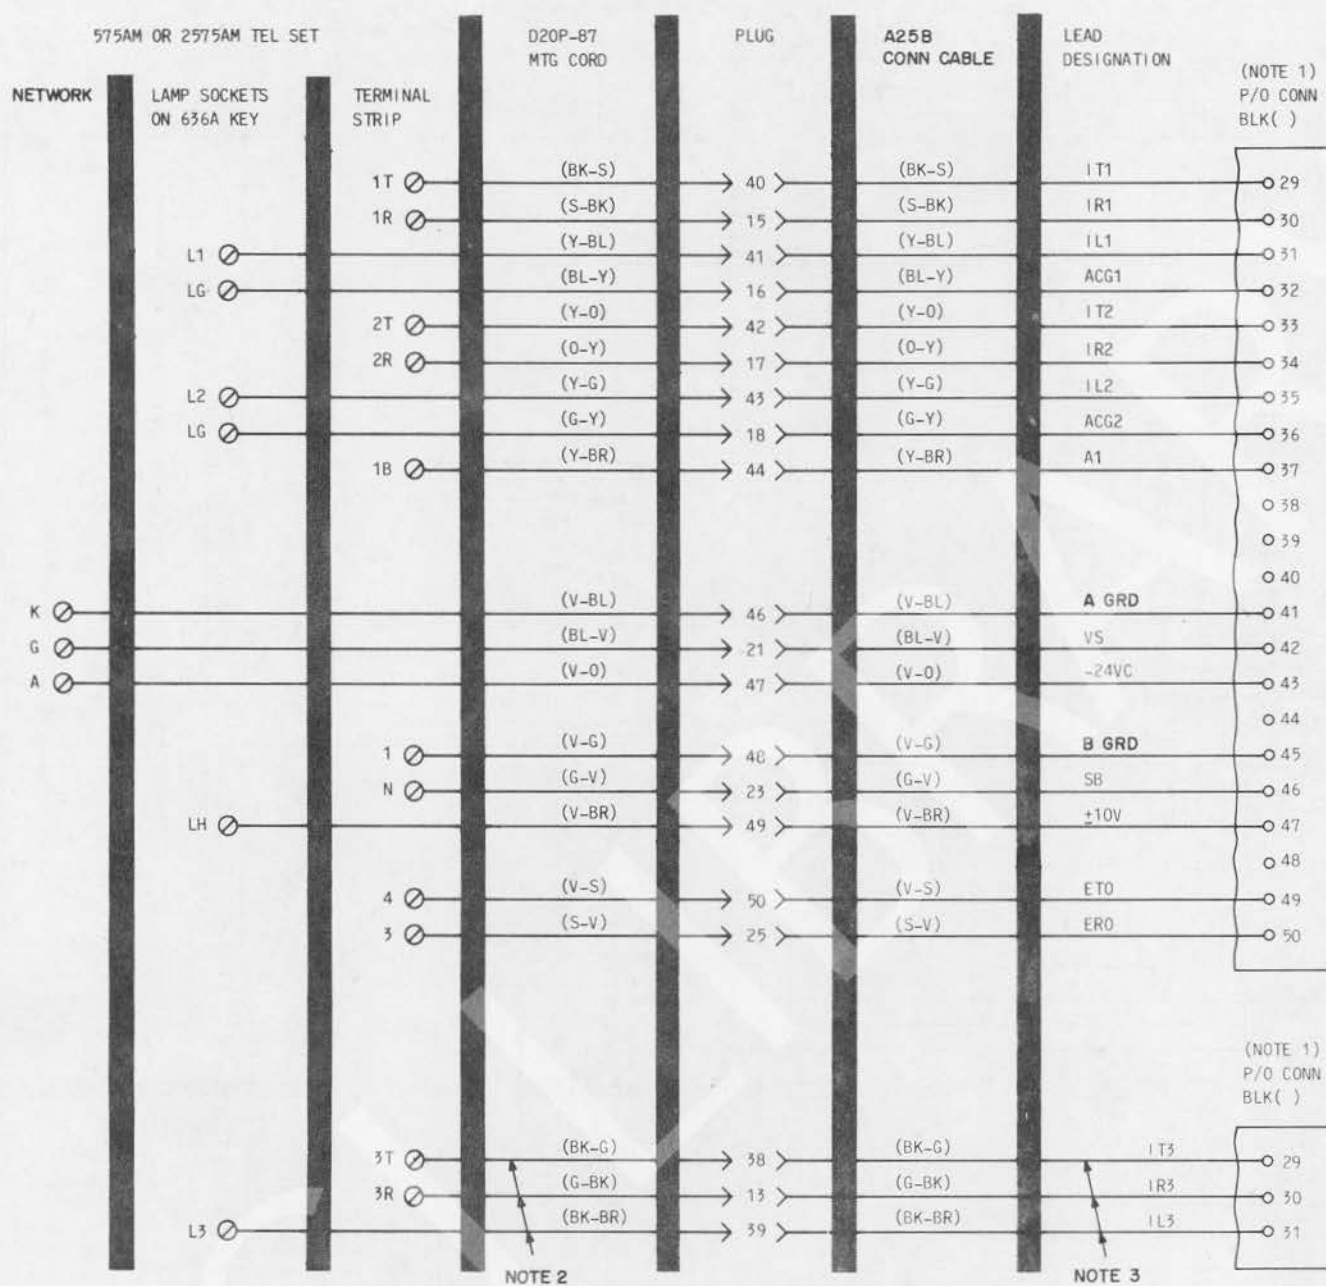 575AM OR 2575AM TEL SET
D20P-87
MTG CORD
PLUG
A25B
CONN CABLE
LEAD
DESIGNATION
(NOTE 1)
P/O CONN
BLK( )
NETWORK
LAMP SOCKETS
ON 636A KEY
TERMINAL
STRIP
1T (BK-S) 40 (BK-S) IT1 29
1R (S-BK) 15 (S-BK) IR1 30
L1 (Y-BL) 41 (Y-BL) IL1 31
LG (BL-Y) 16 (BL-Y) ACG1 32
2T (Y-O) 42 (Y-O) IT2 33
2R (O-Y) 17 (O-Y) IR2 34
L2 (Y-G) 43 (Y-G) IL2 35
LG (G-Y) 18 (G-Y) ACG2 36
1B (Y-BR) 44 (Y-BR) A1 37
38
39
40
K (V-BL) 46 (V-BL) A GRD 41
G (BL-V) 21 (BL-V) VS 42
A (V-O) 47 (V-O) -24VC 43
44
1 (V-G) 48 (V-G) B GRD 45
N (G-V) 23 (G-V) SB 46
LH (V-BR) 49 (V-BR) ±10V 47
48
4 (V-S) 50 (V-S) ETO 49
3 (S-V) 25 (S-V) ERO 50
(NOTE 1)
P/O CONN
BLK( )
3T (BK-G) 38 (BK-G) IT3 29
3R (G-BK) 13 (G-BK) IR3 30
L3 (BK-BR) 39 (BK-BR) IL3 31
NOTE 2
NOTE 3